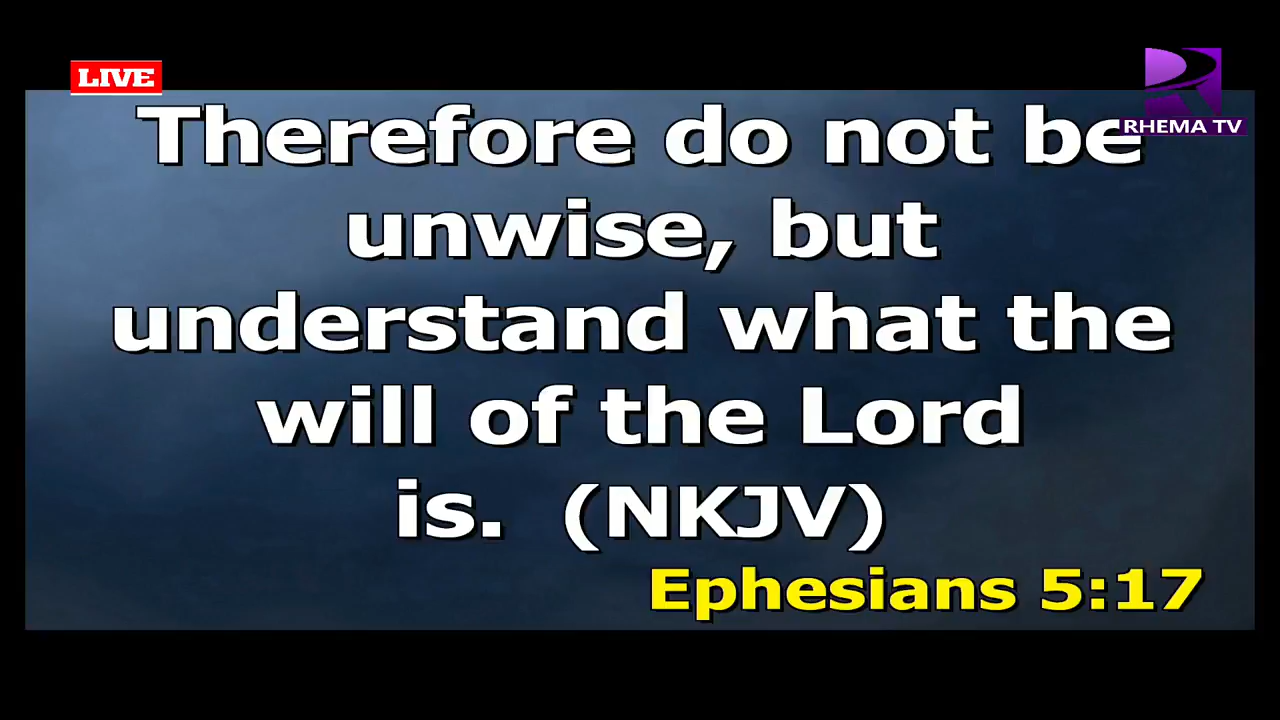 LIVE
RHEMA TV
Therefore do not be
unwise, but
understand what the
will of the Lord
is. (NKJV)
Ephesians 5:17